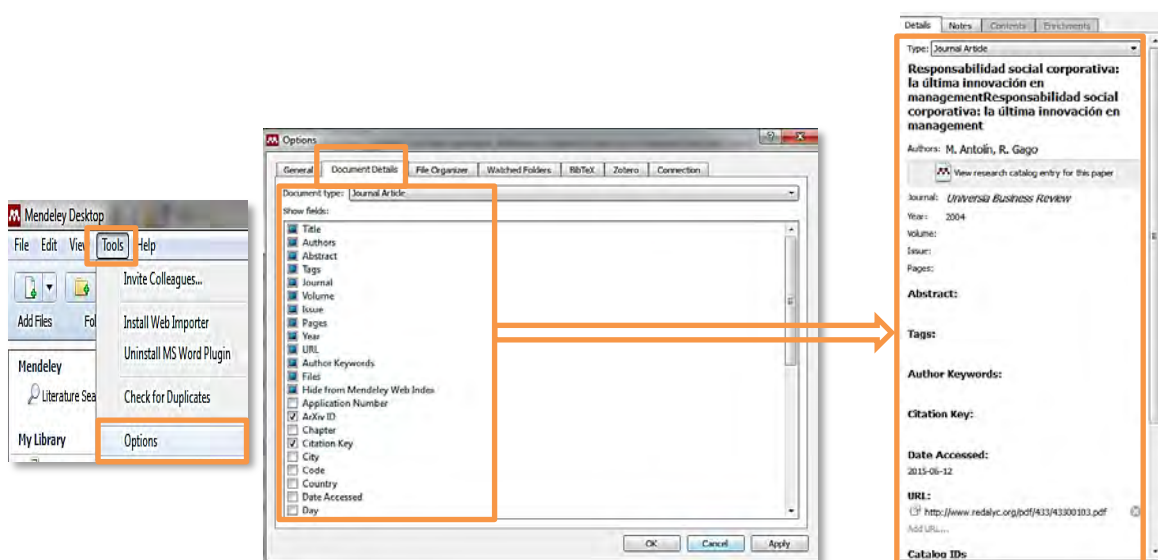 Mendeley Desktop
File Edit View Tools Help
Invite Colleagues...
Add Files Fol
Install Web Importer
Uninstall MS Word Plugin
Mendeley
Literature Sea
Check for Duplicates
My Library
Options
Options
General Document Details File Organizer Watched Folders BibTeX Zotero Connection
Document type: Journal Article
Show fields:
Title
Authors
Abstract
Tags
Journal
Volume
Issue
Pages
Year
URL
Author Keywords
Files
Hide from Mendeley Web Index
Application Number
ArXiv ID
Chapter
Citation Key
City
Code
Country
Date Accessed
Day
OK Cancel Apply
Details Notes Contents Enrichments
Type: Journal Article
Responsabilidad social corporativa:
la última innovación en
managementResponsabilidad social
corporativa: la última innovación en
management
Authors: M. Antolín, R. Gago
View research catalog entry for this paper
Journal: Universia Business Review
Year: 2004
Volume:
Issue:
Pages:
Abstract:
Tags:
Author Keywords:
Citation Key:
Date Accessed:
2015-06-12
URL:
http://www.redalyc.org/pdf/433/43300103.pdf
Add URL...
Catalog IDs